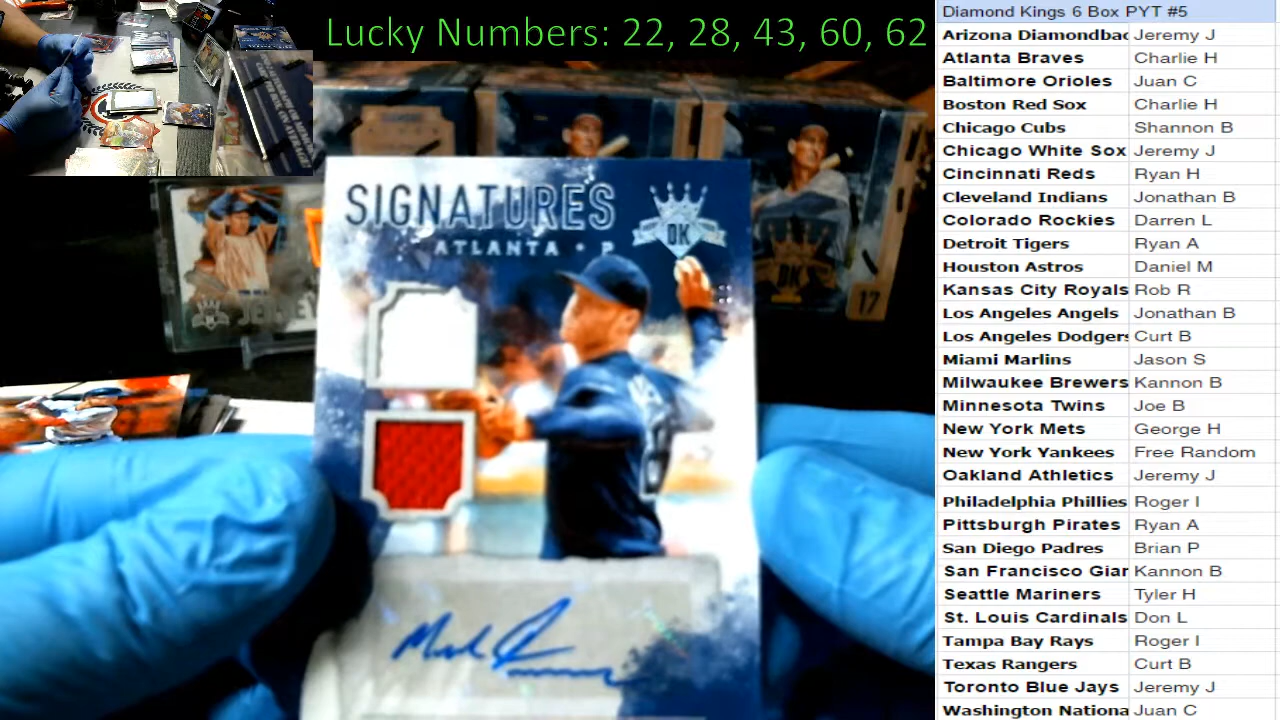 Lucky Numbers: 22, 28, 43, 60, 62
SIGNATURES
ATLANTA • P
DK
17
Diamond Kings 6 Box PYT #5
Arizona Diamondbac Jeremy J
Atlanta Braves Charlie H
Baltimore Orioles Juan C
Boston Red Sox Charlie H
Chicago Cubs Shannon B
Chicago White Sox Jeremy J
Cincinnati Reds Ryan H
Cleveland Indians Jonathan B
Colorado Rockies Darren L
Detroit Tigers Ryan A
Houston Astros Daniel M
Kansas City Royals Rob R
Los Angeles Angels Jonathan B
Los Angeles Dodgers Curt B
Miami Marlins Jason S
Milwaukee Brewers Kannon B
Minnesota Twins Joe B
New York Mets George H
New York Yankees Free Random
Oakland Athletics Jeremy J
Philadelphia Phillies Roger I
Pittsburgh Pirates Ryan A
San Diego Padres Brian P
San Francisco Gian Kannon B
Seattle Mariners Tyler H
St. Louis Cardinals Don L
Tampa Bay Rays Roger I
Texas Rangers Curt B
Toronto Blue Jays Jeremy J
Washington Nationa Juan C